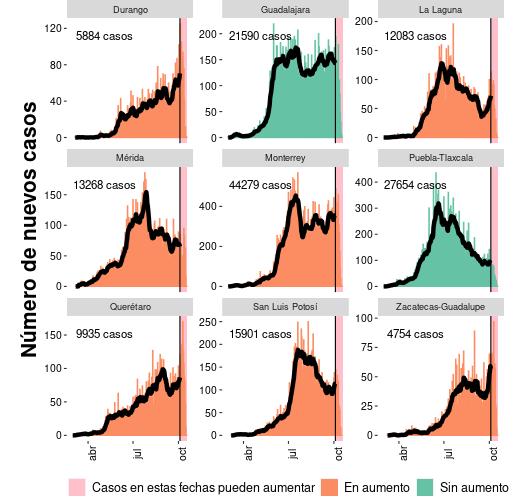 Número de nuevos casos
Durango
5884 casos
120
80
40
0
Guadalajara
21590 casos
200
150
100
50
0
La Laguna
12083 casos
200
150
100
50
0
Mérida
13268 casos
150
100
50
0
Monterrey
44279 casos
400
200
0
Puebla-Tlaxcala
27654 casos
400
300
200
100
0
Querétaro
9935 casos
150
100
50
0
abr
jul
oct
San Luis Potosí
15901 casos
250
200
150
100
50
0
abr
jul
oct
Zacatecas-Guadalupe
4754 casos
100
75
50
25
0
abr
jul
oct
Casos en estas fechas pueden aumentar
En aumento
Sin aumento